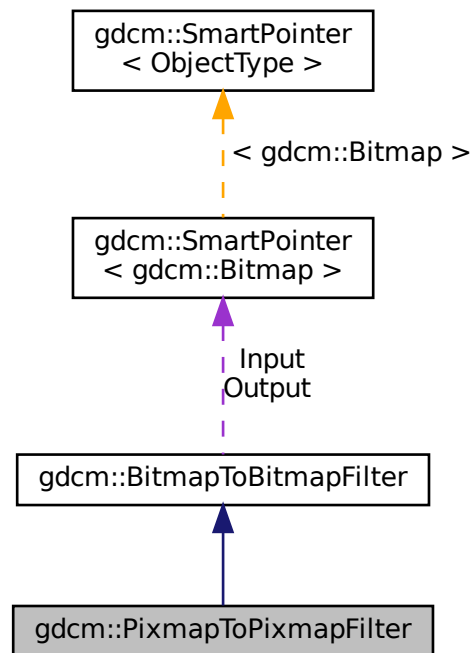 gdcm::SmartPointer
< ObjectType >
< gdcm::Bitmap >
gdcm::SmartPointer
< gdcm::Bitmap >
Input
Output
gdcm::BitmapToBitmapFilter
gdcm::PixmapToPixmapFilter